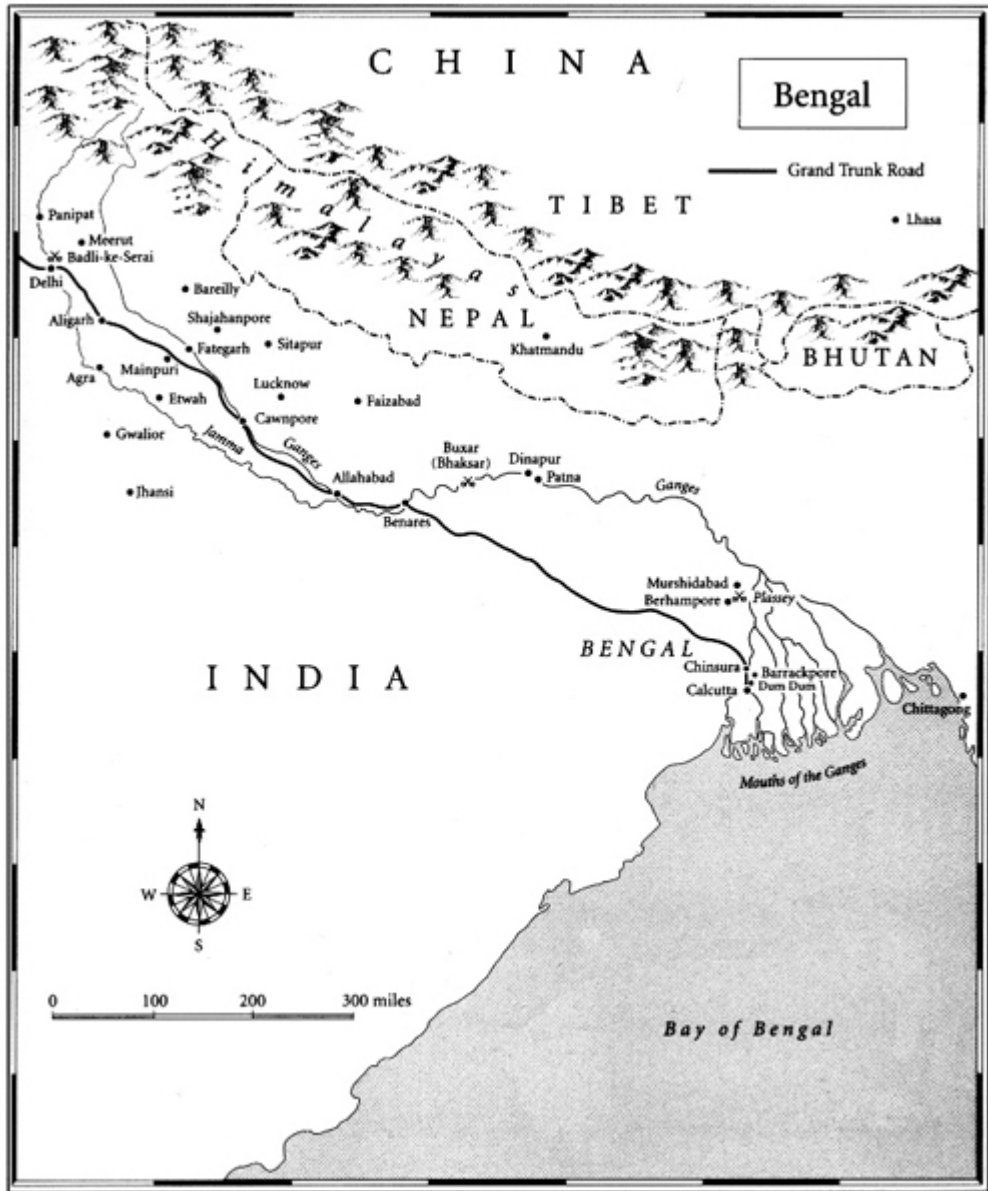 CHINA
Bengal
Grand Trunk Road
Himalayas
TIBET
Lhasa
Panipat
Meerut
Badli-ke-Serai
Delhi
Bareilly
NEPAL
Shajahanpore
Aligarh
Khatmandu
Fategarh
Sitapur
BHUTAN
Mainpuri
Agra
Lucknow
Etwah
Faizabad
Cawnpore
Gwalior
Jamma
Ganges
Buxar
(Bhaksar)
Dinapur
Allahabad
Patna
Ganges
Jhansi
Benares
Murshidabad
Berhampore
Plassey
BENGAL
Chinsura
Barrackpore
INDIA
Dum Dum
Calcutta
Chittagong
Mouths of the Ganges
N
W
E
S
0 100 200 300 miles
Bay of Bengal